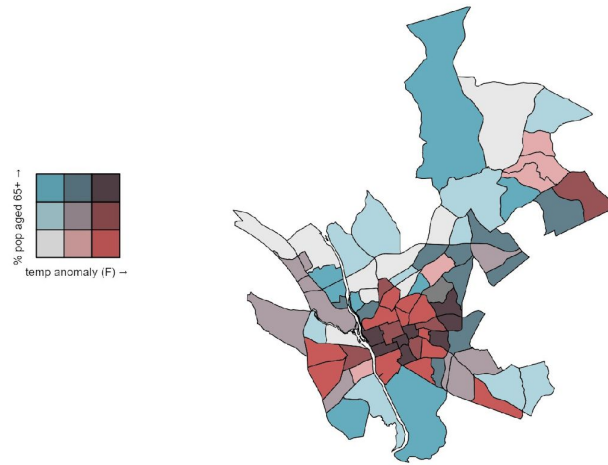 % pop aged 65+ →
temp anomaly (F) →